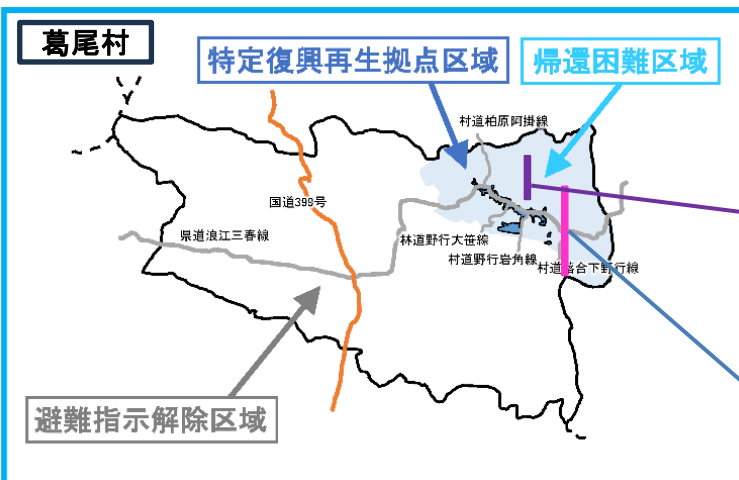 葛尾村
特定復興再生拠点区域
帰還困難区域
村道柏原阿掛線
国道399号
県道浪江三春線
林道野行大笹線
村道野行岩角線
村道落合下野行線
避難指示解除区域